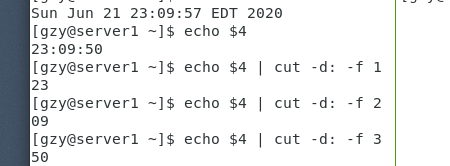 Sun Jun 21 23:09:57 EDT 2020
[gzy@server1 ~]$ echo $4
23:09:50
[gzy@server1 ~]$ echo $4 | cut -d: -f 1
23
[gzy@server1 ~]$ echo $4 | cut -d: -f 2
09
[gzy@server1 ~]$ echo $4 | cut -d: -f 3
50